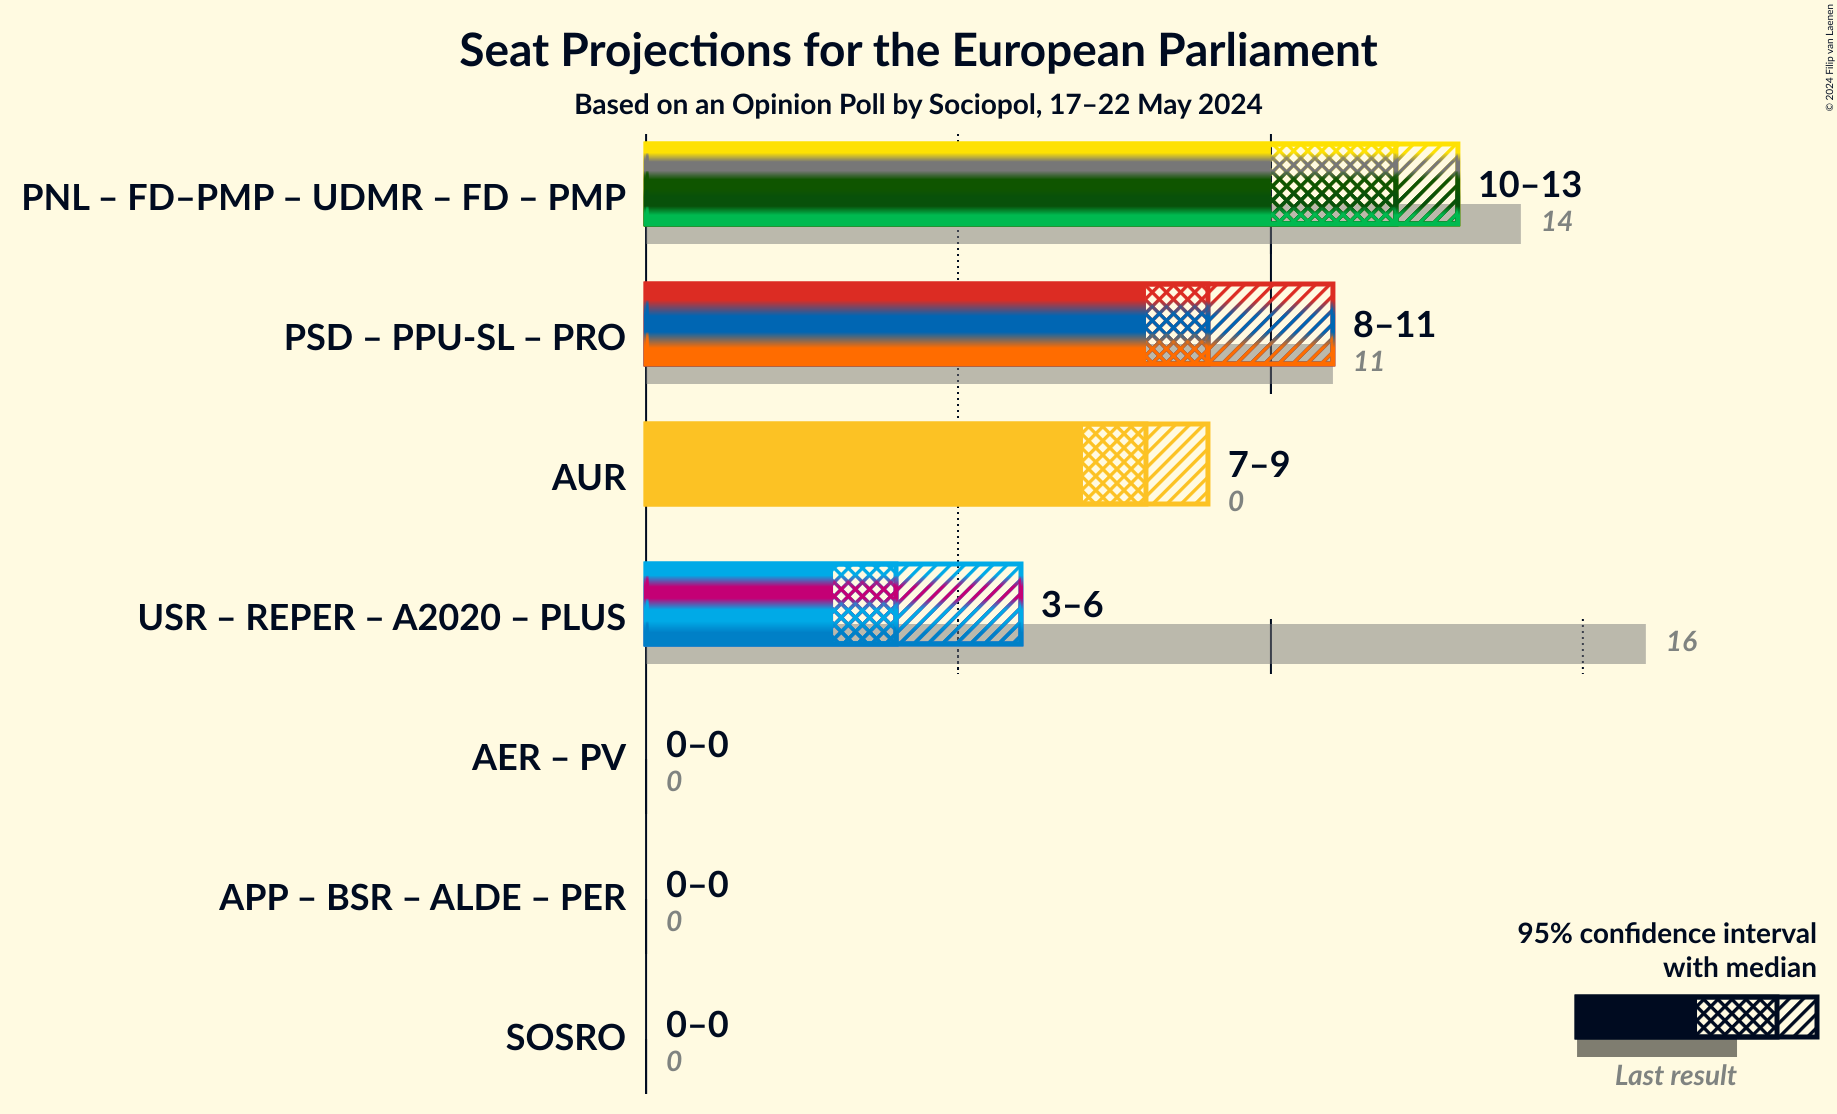 Seat Projections for the European Parliament
Based on an Opinion Poll by Sociopol, 17–22 May 2024
© 2024 Filip van Laenen
PNL – FD–PMP – UDMR – FD – PMP
10–13
14
PSD – PPU-SL – PRO
8–11
11
AUR
7–9
0
USR – REPER – A2020 – PLUS
3–6
16
AER – PV
0–0
0
APP – BSR – ALDE – PER
0–0
0
SOSRO
0–0
0
95% confidence interval
with median
Last result